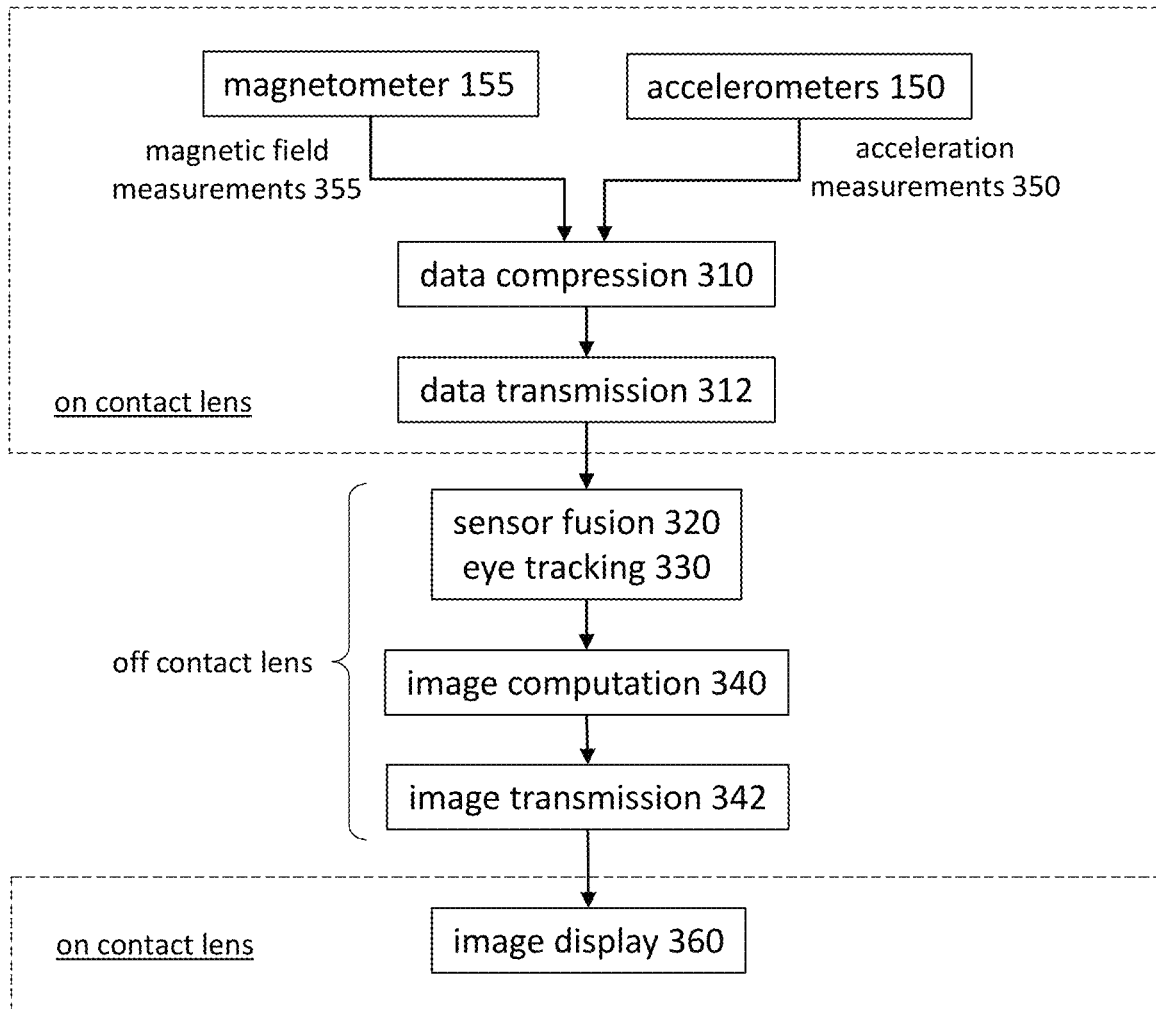 magnetometer 155
accelerometers 150
magnetic field
measurements 355
acceleration
measurements 350
data compression 310
data transmission 312
on contact lens
sensor fusion 320
eye tracking 330
off contact lens
image computation 340
image transmission 342
image display 360
on contact lens